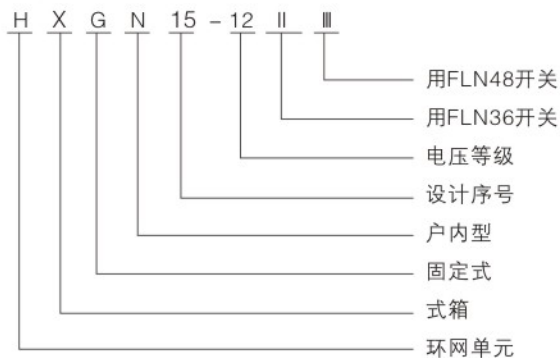 H X G N 15 - 12 Ⅱ Ⅲ
用FLN48开关
用FLN36开关
电压等级
设计序号
户内型
固定式
式箱
环网单元